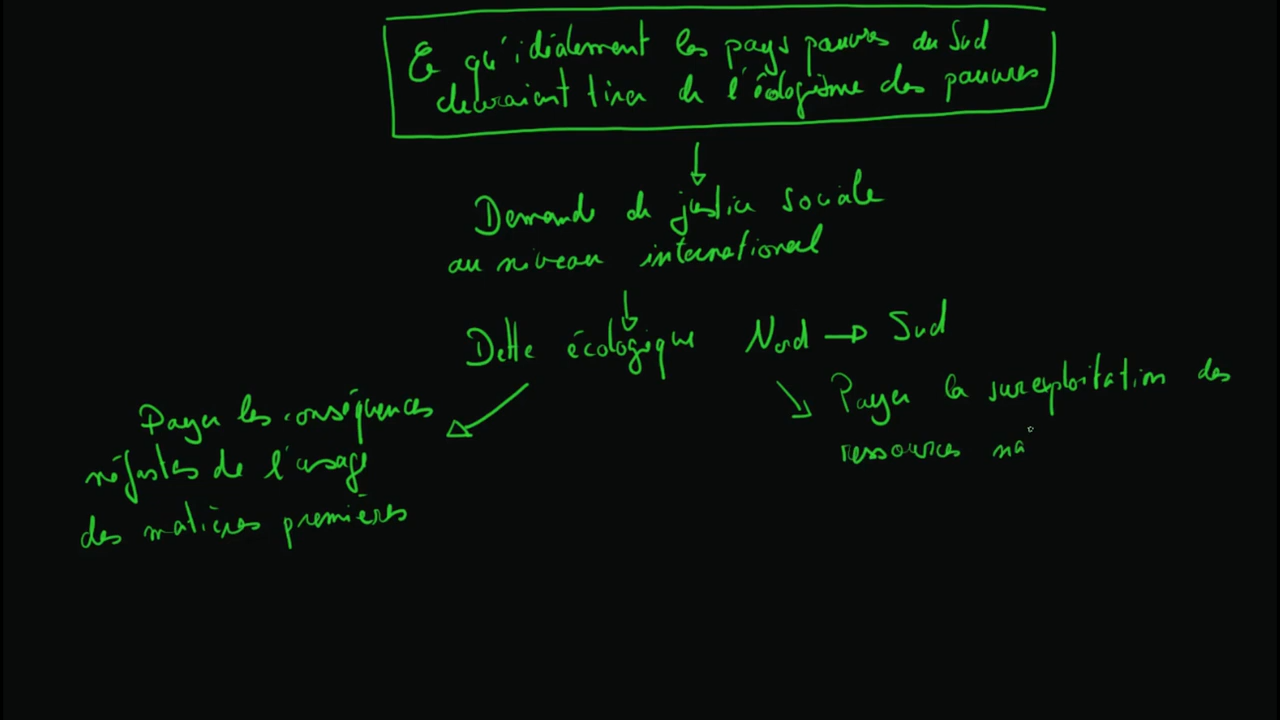 Ce qu'idéalement les pays pauvres du Sud
devraient tirer de l'écologisme des pauvres
Demande de justice sociale
au niveau international
Dette écologique Nord → Sud
Payer les conséquences
néfastes de l'usage
des matières premières
Payer la surexploitation des
ressources na